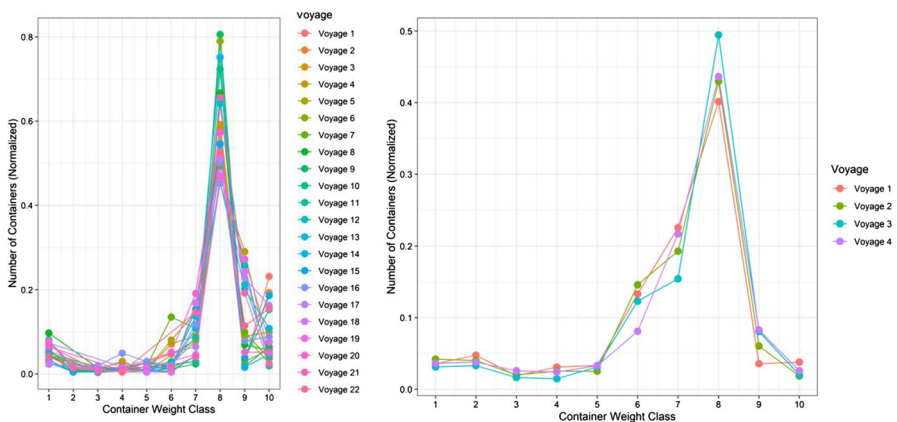 voyage
Voyage 1
Voyage 2
Voyage 3
Voyage 4
Voyage 5
Voyage 6
Voyage 7
Voyage 8
Voyage 9
Voyage 10
Voyage 11
Voyage 12
Voyage 13
Voyage 14
Voyage 15
Voyage 16
Voyage 17
Voyage 18
Voyage 19
Voyage 20
Voyage 21
Voyage 22
Number of Containers (Normalized)
0.8
0.6
0.4
0.2
0.0
1 2 3 4 5 6 7 8 9 10
Container Weight Class
Number of Containers (Normalized)
0.5
0.4
0.3
0.2
0.1
0.0
1 2 3 4 5 6 7 8 9 10
Container Weight Class
Voyage
Voyage 1
Voyage 2
Voyage 3
Voyage 4